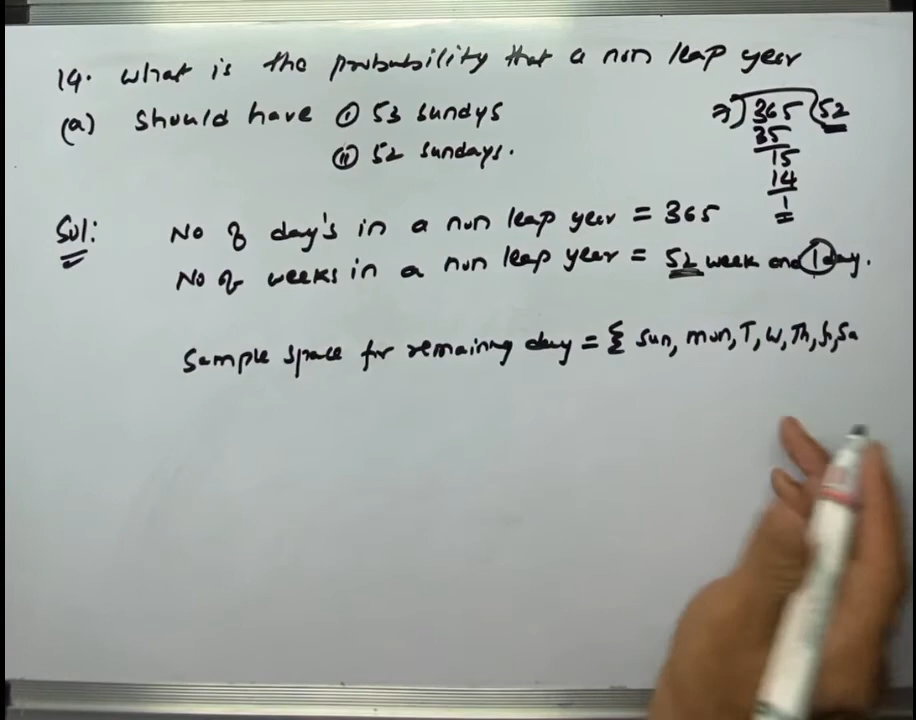 14. What is the probability that a non leap year
(a) should have (i) 53 sundys
(ii) 52 sundays.
7) 365 (52
35
15
14
1
Sol: No of day's in a non leap year = 365
No of weeks in a non leap year = 52 week and 1 day.
Sample space for remaining day = { Sun, mon, T, W, Th, f, Sa